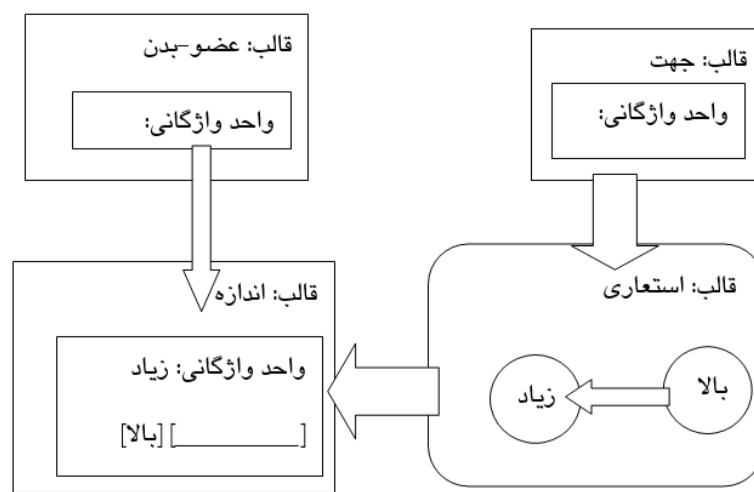 قالب: جهت
واحد واژگانی:
قالب: عضو-بدن
واحد واژگانی:
قالب: استعاری
بالا
زیاد
قالب: اندازه
واحد واژگانی: زیاد
[____________] [بالا]